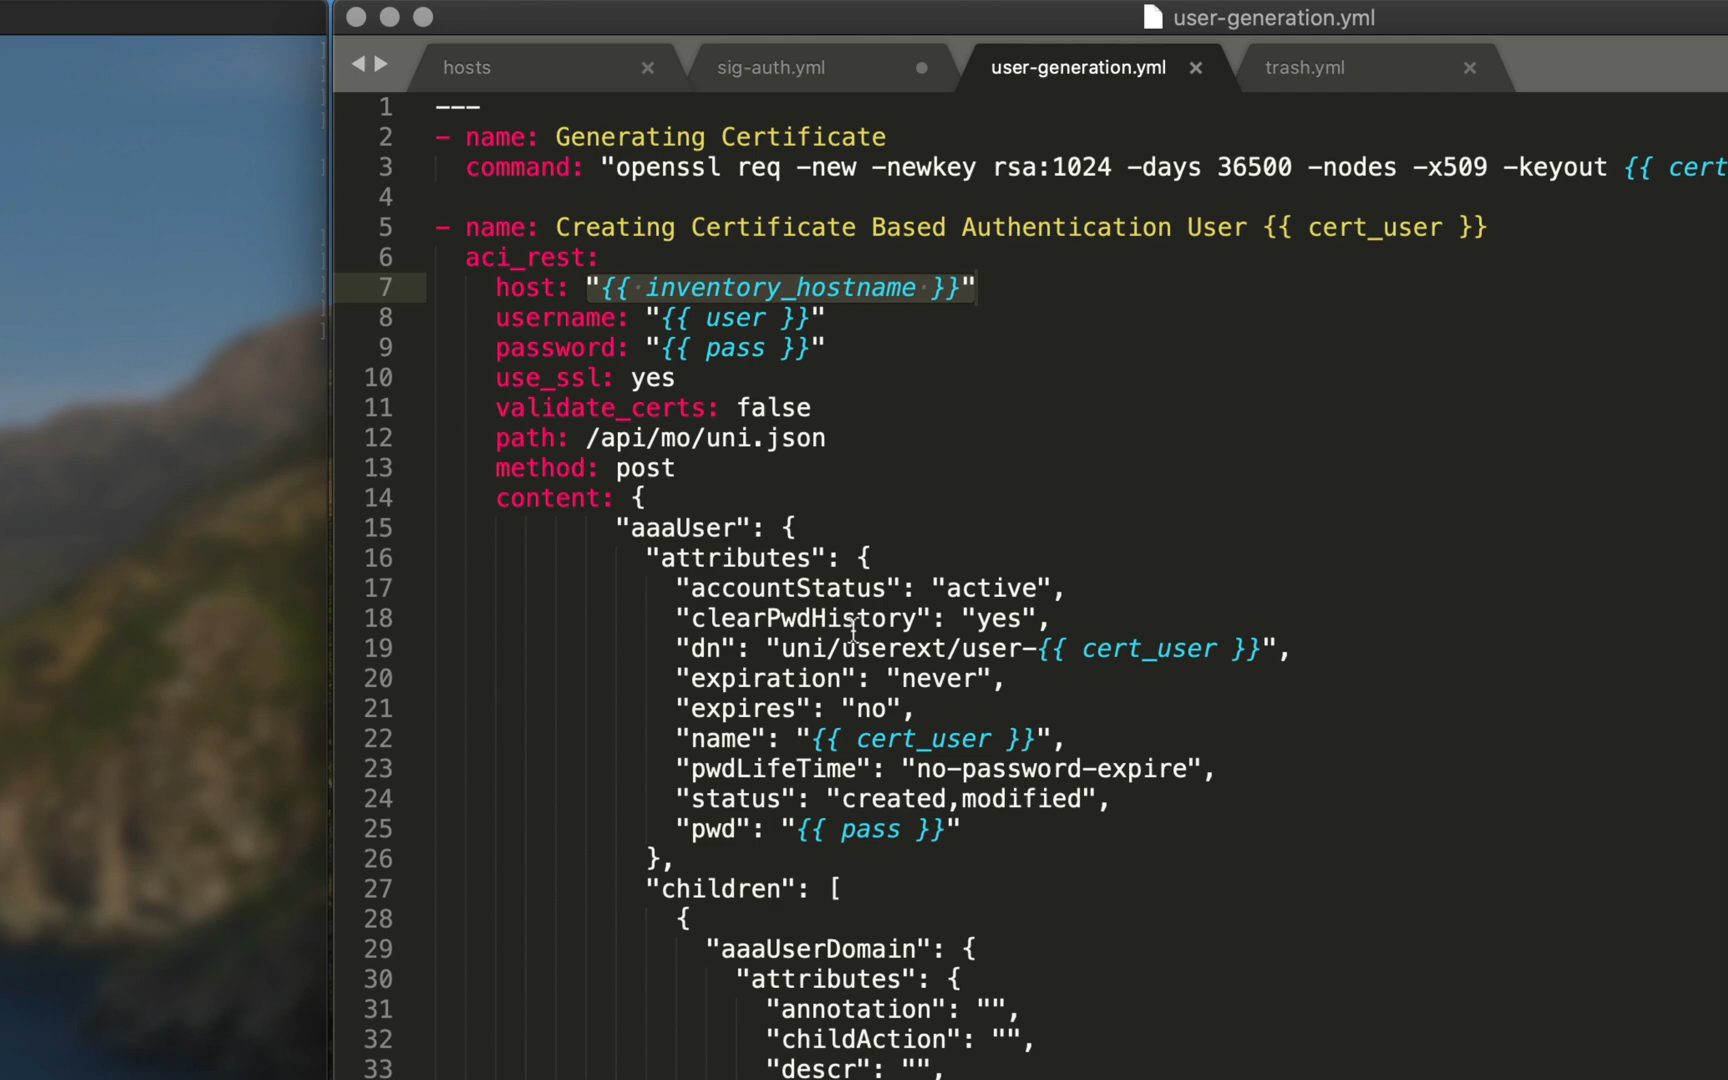 user-generation.yml
hosts
sig-auth.yml
user-generation.yml
trash.yml
1 ---
2 - name: Generating Certificate
3 command: "openssl req -new -newkey rsa:1024 -days 36500 -nodes -x509 -keyout {{ cert
4
5 - name: Creating Certificate Based Authentication User {{ cert_user }}
6 aci_rest:
7 host: "{{ inventory_hostname }}"
8 username: "{{ user }}"
9 password: "{{ pass }}"
10 use_ssl: yes
11 validate_certs: false
12 path: /api/mo/uni.json
13 method: post
14 content: {
15 "aaaUser": {
16 "attributes": {
17 "accountStatus": "active",
18 "clearPwdHistory": "yes",
19 "dn": "uni/userext/user-{{ cert_user }}",
20 "expiration": "never",
21 "expires": "no",
22 "name": "{{ cert_user }}",
23 "pwdLifeTime": "no-password-expire",
24 "status": "created,modified",
25 "pwd": "{{ pass }}"
26 },
27 "children": [
28 {
29 "aaaUserDomain": {
30 "attributes": {
31 "annotation": "",
32 "childAction": "",
33 "descr": "",